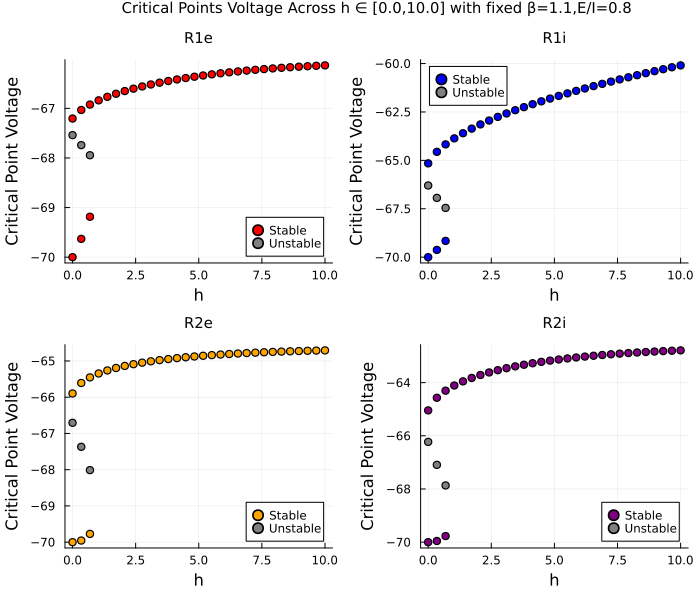 Critical Points Voltage Across h ∈ [0.0,10.0] with fixed β=1.1,E/I=0.8
R1e
Critical Point Voltage
−67
−68
−69
−70
0.0 2.5 5.0 7.5 10.0
h
Stable
Unstable
R1i
Critical Point Voltage
−60.0
−62.5
−65.0
−67.5
−70.0
0.0 2.5 5.0 7.5 10.0
h
Stable
Unstable
R2e
Critical Point Voltage
−65
−66
−67
−68
−69
−70
0.0 2.5 5.0 7.5 10.0
h
Stable
Unstable
R2i
Critical Point Voltage
−64
−66
−68
−70
0.0 2.5 5.0 7.5 10.0
h
Stable
Unstable